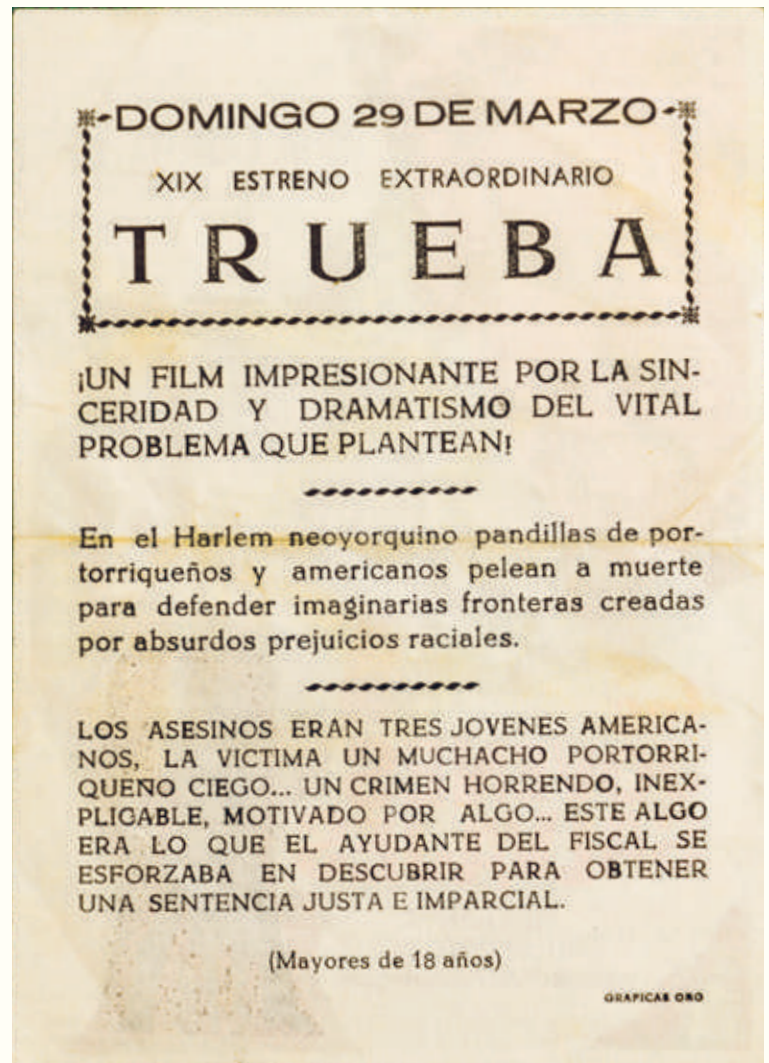 DOMINGO 29 DE MARZO
XIX ESTRENO EXTRAORDINARIO
TRUEBA
¡UN FILM IMPRESIONANTE POR LA SIN-
CERIDAD Y DRAMATISMO DEL VITAL
PROBLEMA QUE PLANTEAN¡
En el Harlem neoyorquino pandillas de por-
torriqueños y americanos pelean a muerte
para defender imaginarias fronteras creadas
por absurdos prejuicios raciales.
LOS ASESINOS ERAN TRES JOVENES AMERICA-
NOS, LA VICTIMA UN MUCHACHO PORTORRI-
QUEÑO CIEGO... UN CRIMEN HORRENDO, INEX-
PLICABLE, MOTIVADO POR ALGO... ESTE ALGO
ERA LO QUE EL AYUDANTE DEL FISCAL SE
ESFORZABA EN DESCUBRIR PARA OBTENER
UNA SENTENCIA JUSTA E IMPARCIAL.
(Mayores de 18 años)
GRAFICAS ORO